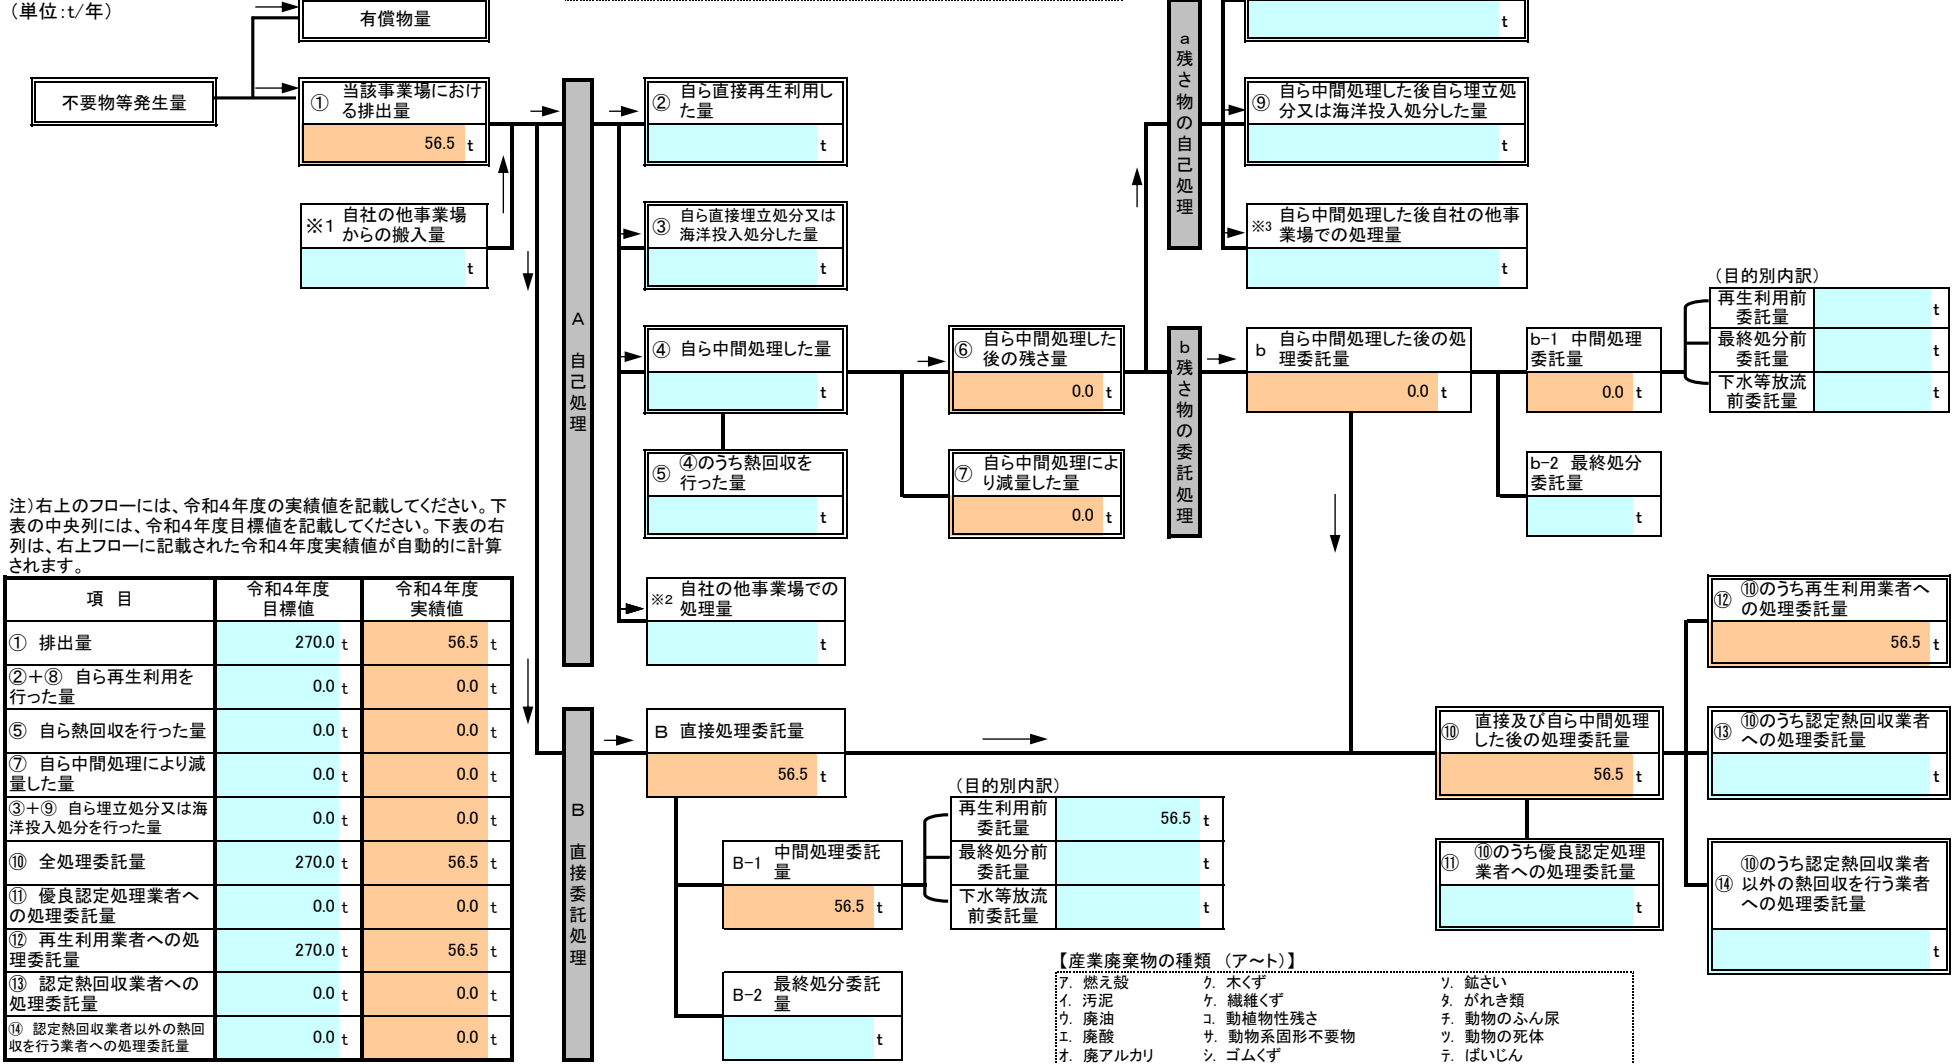 (単位:t/年)
有償物量
不要物等発生量
① 当該事業場におけ
る排出量
56.5 t
※1 自社の他事業場
からの搬入量
t
A 自己処理
② 自ら直接再生利用し
た量
t
③ 自ら直接埋立処分又は
海洋投入処分した量
t
④ 自ら中間処理した量
t
⑤ ④のうち熱回収を
行った量
t
※2 自社の他事業場での
処理量
t
⑥ 自ら中間処理した
後の残さ量
0.0 t
⑦ 自ら中間処理によ
り減量した量
0.0 t
a残さ物の自己処理
t
⑨ 自ら中間処理した後自ら埋立処
分又は海洋投入処分した量
t
※3 自ら中間処理した後自社の他事
業場での処理量
t
b残さ物の委託処理
b 自ら中間処理した後の処
理委託量
0.0 t
b-1 中間処理
委託量
0.0 t
(目的別内訳)
再生利用前
委託量
t
最終処分前
委託量
t
下水等放流
前委託量
t
b-2 最終処分
委託量
t
注)右上のフローには、令和4年度の実績値を記載してください。下
表の中央列には、令和4年度目標値を記載してください。下表の右
列は、右上フローに記載された令和4年度実績値が自動的に計算
されます。
項 目
令和4年度
目標値
令和4年度
実績値
① 排出量
270.0 t 56.5 t
②+⑧ 自ら再生利用を
行った量
0.0 t 0.0 t
⑤ 自ら熱回収を行った量
0.0 t 0.0 t
⑦ 自ら中間処理により減
量した量
0.0 t 0.0 t
③+⑨ 自ら埋立処分又は海
洋投入処分を行った量
0.0 t 0.0 t
⑩ 全処理委託量
270.0 t 56.5 t
⑪ 優良認定処理業者へ
の処理委託量
0.0 t 0.0 t
⑫ 再生利用業者への処
理委託量
270.0 t 56.5 t
⑬ 認定熱回収業者への
処理委託量
0.0 t 0.0 t
⑭ 認定熱回収業者以外の熱回
収を行う業者への処理委託量
0.0 t 0.0 t
B 直接委託処理
B 直接処理委託量
56.5 t
B-1 中間処理委託
量
56.5 t
(目的別内訳)
再生利用前
委託量
56.5 t
最終処分前
委託量
t
下水等放流
前委託量
t
B-2 最終処分委託
量
t
⑩ 直接及び自ら中間処理
した後の処理委託量
56.5 t
⑪ ⑩のうち優良認定処理
業者への処理委託量
t
⑫ ⑩のうち再生利用業者へ
の処理委託量
56.5 t
⑬ ⑩のうち認定熱回収業者
への処理委託量
t
⑭ ⑩のうち認定熱回収業者
以外の熱回収を行う業者
への処理委託量
t
【産業廃棄物の種類 (ア~ト)】
ア. 燃え殻 ク. 木くず ソ. 鉱さい
イ. 汚泥 ケ. 繊維くず タ. がれき類
ウ. 廃油 コ. 動植物性残さ チ. 動物のふん尿
エ. 廃酸 サ. 動物系固形不要物 ツ. 動物の死体
オ. 廃アルカリ シ. ゴムくず テ. ばいじん